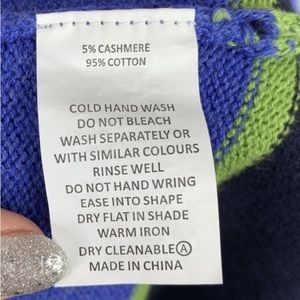 5% CASHMERE
95% COTTON
COLD HAND WASH
DO NOT BLEACH
WASH SEPARATELY OR
WITH SIMILAR COLOURS
RINSE WELL
DO NOT HAND WRING
EASE INTO SHAPE
DRY FLAT IN SHADE
WARM IRON
DRY CLEANABLE Ⓐ
MADE IN CHINA